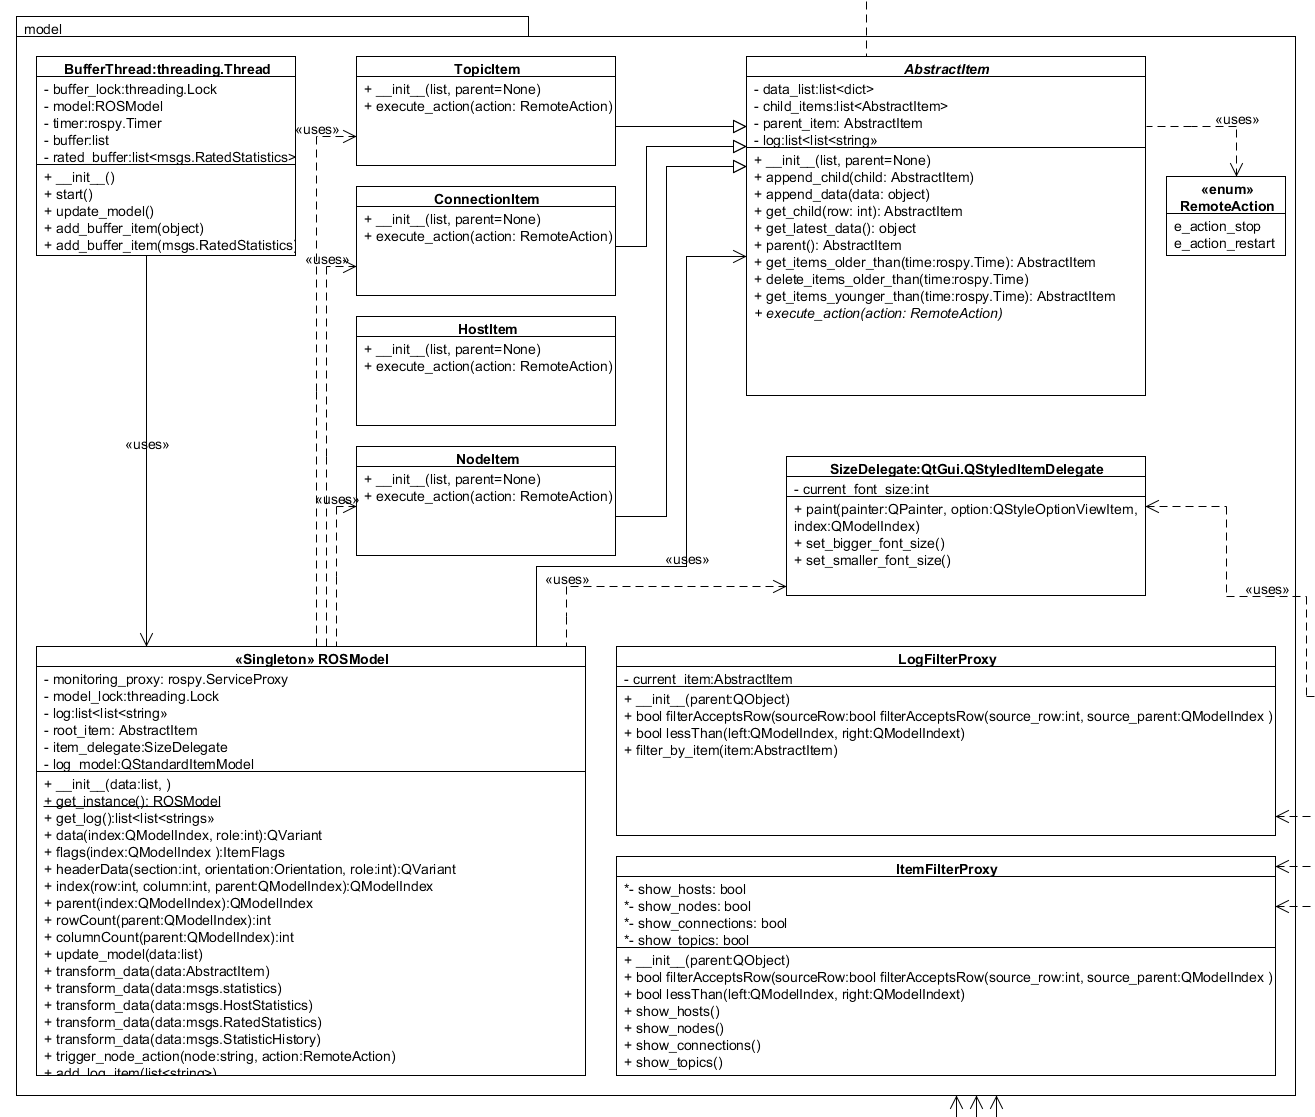 model
BufferThread:threading.Thread
- buffer_lock:threading.Lock
- model:ROSModel
- timer:rospy.Timer
- buffer:list
- rated_buffer:list<msgs.RatedStatistics>
+ __init__()
+ start()
+ update_model()
+ add_buffer_item(object)
+ add_buffer_item(msgs.RatedStatistics)
«uses»
TopicItem
+ __init__(list, parent=None)
+ execute_action(action: RemoteAction)
ConnectionItem
+ __init__(list, parent=None)
+ execute_action(action: RemoteAction)
«uses»
HostItem
+ __init__(list, parent=None)
+ execute_action(action: RemoteAction)
NodeItem
+ __init__(list, parent=None)
+ execute_action(action: RemoteAction)
«uses»
«uses»
AbstractItem
- data_list:list<dict>
- child_items:list<AbstractItem>
- parent_item: AbstractItem
- log:list<list<string»
+ __init__(list, parent=None)
+ append_child(child: AbstractItem)
+ append_data(data: object)
+ get_child(row: int): AbstractItem
+ get_latest_data(): object
+ parent(): AbstractItem
+ get_items_older_than(time:rospy.Time): AbstractItem
+ delete_items_older_than(time:rospy.Time)
+ get_items_younger_than(time:rospy.Time): AbstractItem
+ execute_action(action: RemoteAction)
«uses»
«enum»
RemoteAction
e_action_stop
e_action_restart
SizeDelegate:QtGui.QStyledItemDelegate
- current_font_size:int
+ paint(painter:QPainter, option:QStyleOptionViewItem,
index:QModelIndex)
+ set_bigger_font_size()
+ set_smaller_font_size()
«uses»
«uses»
«uses»
«Singleton» ROSModel
- monitoring_proxy: rospy.ServiceProxy
- model_lock:threading.Lock
- log:list<list<string»
- root_item: AbstractItem
- item_delegate:SizeDelegate
- log_model:QStandardItemModel
+ __init__(data:list, )
+ get_instance(): ROSModel
+ get_log():list<list<strings»
+ data(index:QModelIndex, role:int):QVariant
+ flags(index:QModelIndex ):ItemFlags
+ headerData(section:int, orientation:Orientation, role:int):QVariant
+ index(row:int, column:int, parent:QModelIndex):QModelIndex
+ parent(index:QModelIndex):QModelIndex
+ rowCount(parent:QModelIndex):int
+ columnCount(parent:QModelIndex):int
+ update_model(data:list)
+ transform_data(data:AbstractItem)
+ transform_data(data:msgs.statistics)
+ transform_data(data:msgs.HostStatistics)
+ transform_data(data:msgs.RatedStatistics)
+ transform_data(data:msgs.StatisticHistory)
+ trigger_node_action(node:string, action:RemoteAction)
+ add_log_item(list<string>)
LogFilterProxy
- current_item:AbstractItem
+ __init__(parent:QObject)
+ bool filterAcceptsRow(sourceRow:bool filterAcceptsRow(source_row:int, source_parent:QModelIndex )
+ bool lessThan(left:QModelIndex, right:QModelIndext)
+ filter_by_item(item:AbstractItem)
ItemFilterProxy
*- show_hosts: bool
*- show_nodes: bool
*- show_connections: bool
*- show_topics: bool
+ __init__(parent:QObject)
+ bool filterAcceptsRow(sourceRow:bool filterAcceptsRow(source_row:int, source_parent:QModelIndex )
+ bool lessThan(left:QModelIndex, right:QModelIndext)
+ show_hosts()
+ show_nodes()
+ show_connections()
+ show_topics()